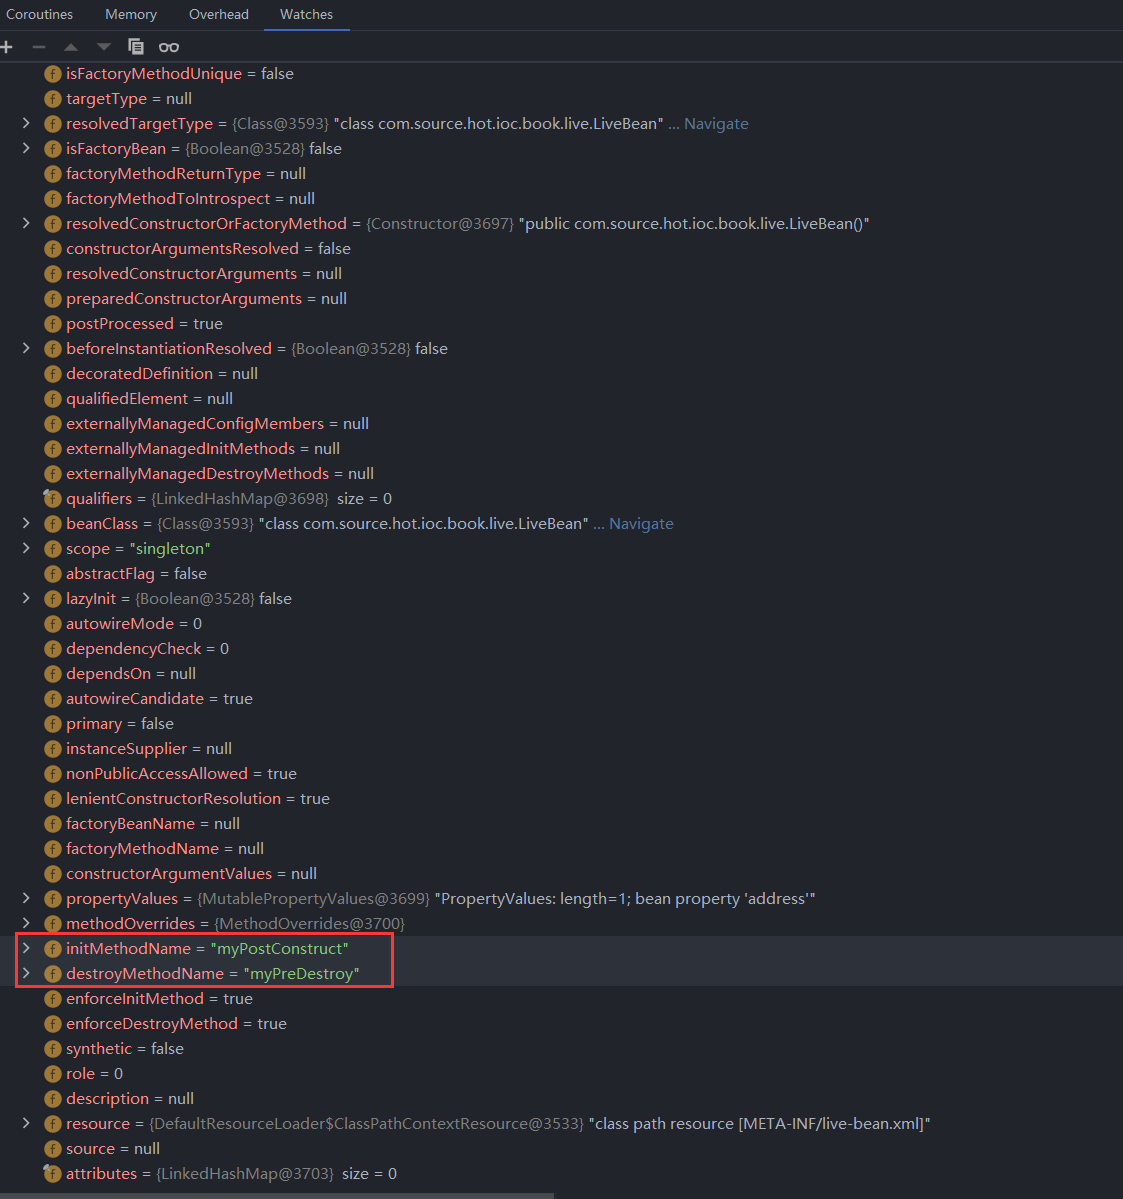 Coroutines Memory Overhead Watches
isFactoryMethodUnique = false
targetType = null
resolvedTargetType = {Class@3593} "class com.source.hot.ioc.book.live.LiveBean" ... Navigate
isFactoryBean = {Boolean@3528} false
factoryMethodReturnType = null
factoryMethodToIntrospect = null
resolvedConstructorOrFactoryMethod = {Constructor@3697} "public com.source.hot.ioc.book.live.LiveBean()"
constructorArgumentsResolved = false
resolvedConstructorArguments = null
preparedConstructorArguments = null
postProcessed = true
beforeInstantiationResolved = {Boolean@3528} false
decoratedDefinition = null
qualifiedElement = null
externallyManagedConfigMembers = null
externallyManagedInitMethods = null
externallyManagedDestroyMethods = null
qualifiers = {LinkedHashMap@3698} size = 0
beanClass = {Class@3593} "class com.source.hot.ioc.book.live.LiveBean" ... Navigate
scope = "singleton"
abstractFlag = false
lazyInit = {Boolean@3528} false
autowireMode = 0
dependencyCheck = 0
dependsOn = null
autowireCandidate = true
primary = false
instanceSupplier = null
nonPublicAccessAllowed = true
lenientConstructorResolution = true
factoryBeanName = null
factoryMethodName = null
constructorArgumentValues = null
propertyValues = {MutablePropertyValues@3699} "PropertyValues: length=1; bean property 'address'"
methodOverrides = {MethodOverrides@3700}
initMethodName = "myPostConstruct"
destroyMethodName = "myPreDestroy"
enforceInitMethod = true
enforceDestroyMethod = true
synthetic = false
role = 0
description = null
resource = {DefaultResourceLoader$ClassPathContextResource@3533} "class path resource [META-INF/live-bean.xml]"
source = null
attributes = {LinkedHashMap@3703} size = 0